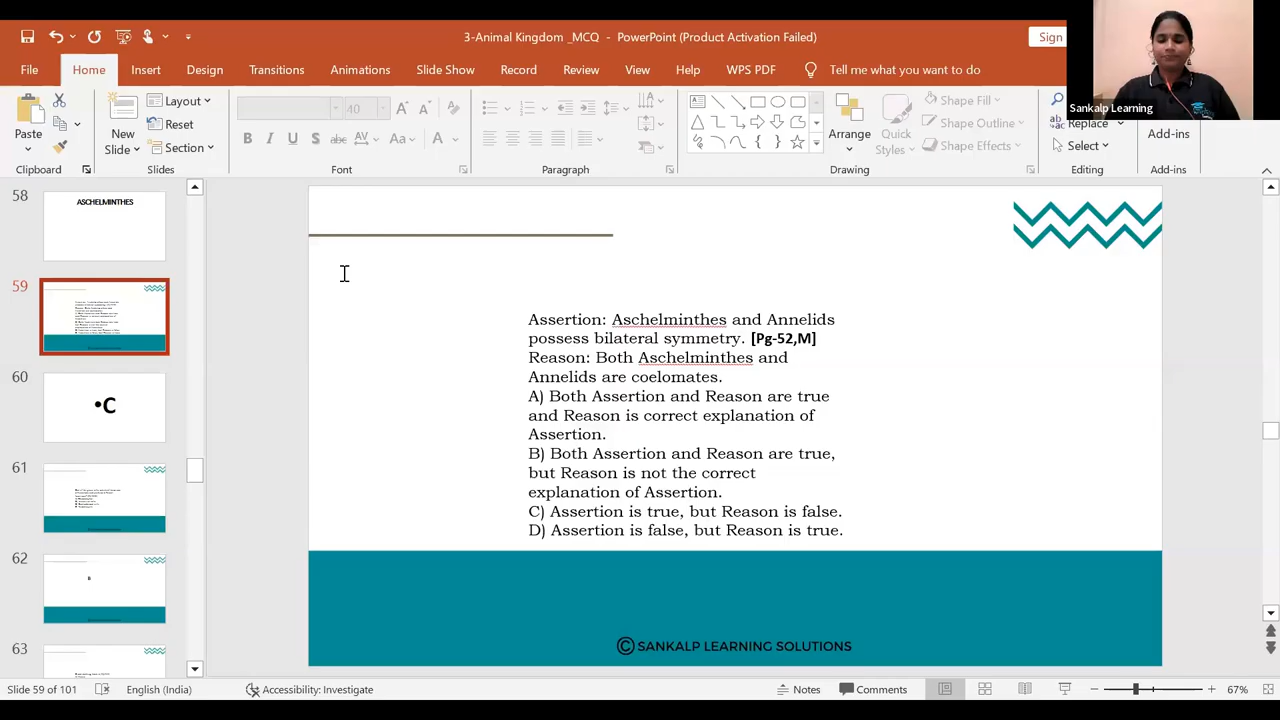 3-Animal Kingdom _MCQ - PowerPoint (Product Activation Failed)
Sign
File Home Insert Design Transitions Animations Slide Show Record Review View Help WPS PDF Tell me what you want to do
Sankalp Learning
Paste
New Slide
Layout
Reset
Section
40
B I U S abc AV Aa A
Arrange
Quick Styles
Shape Fill
Shape Outline
Shape Effects
Replace
Select
Add-ins
Clipboard Slides Font Paragraph Drawing Add-ins
58
ASCHELMINTHES
59
60
•C
61
62
B
63
Assertion: Aschelminthes and Annelids
possess bilateral symmetry. [Pg-52,M]
Reason: Both Aschelminthes and
Annelids are coelomates.
A) Both Assertion and Reason are true
and Reason is correct explanation of
Assertion.
B) Both Assertion and Reason are true,
but Reason is not the correct
explanation of Assertion.
C) Assertion is true, but Reason is false.
D) Assertion is false, but Reason is true.
© SANKALP LEARNING SOLUTIONS
Slide 59 of 101 English (India) Accessibility: Investigate Notes Comments 67%